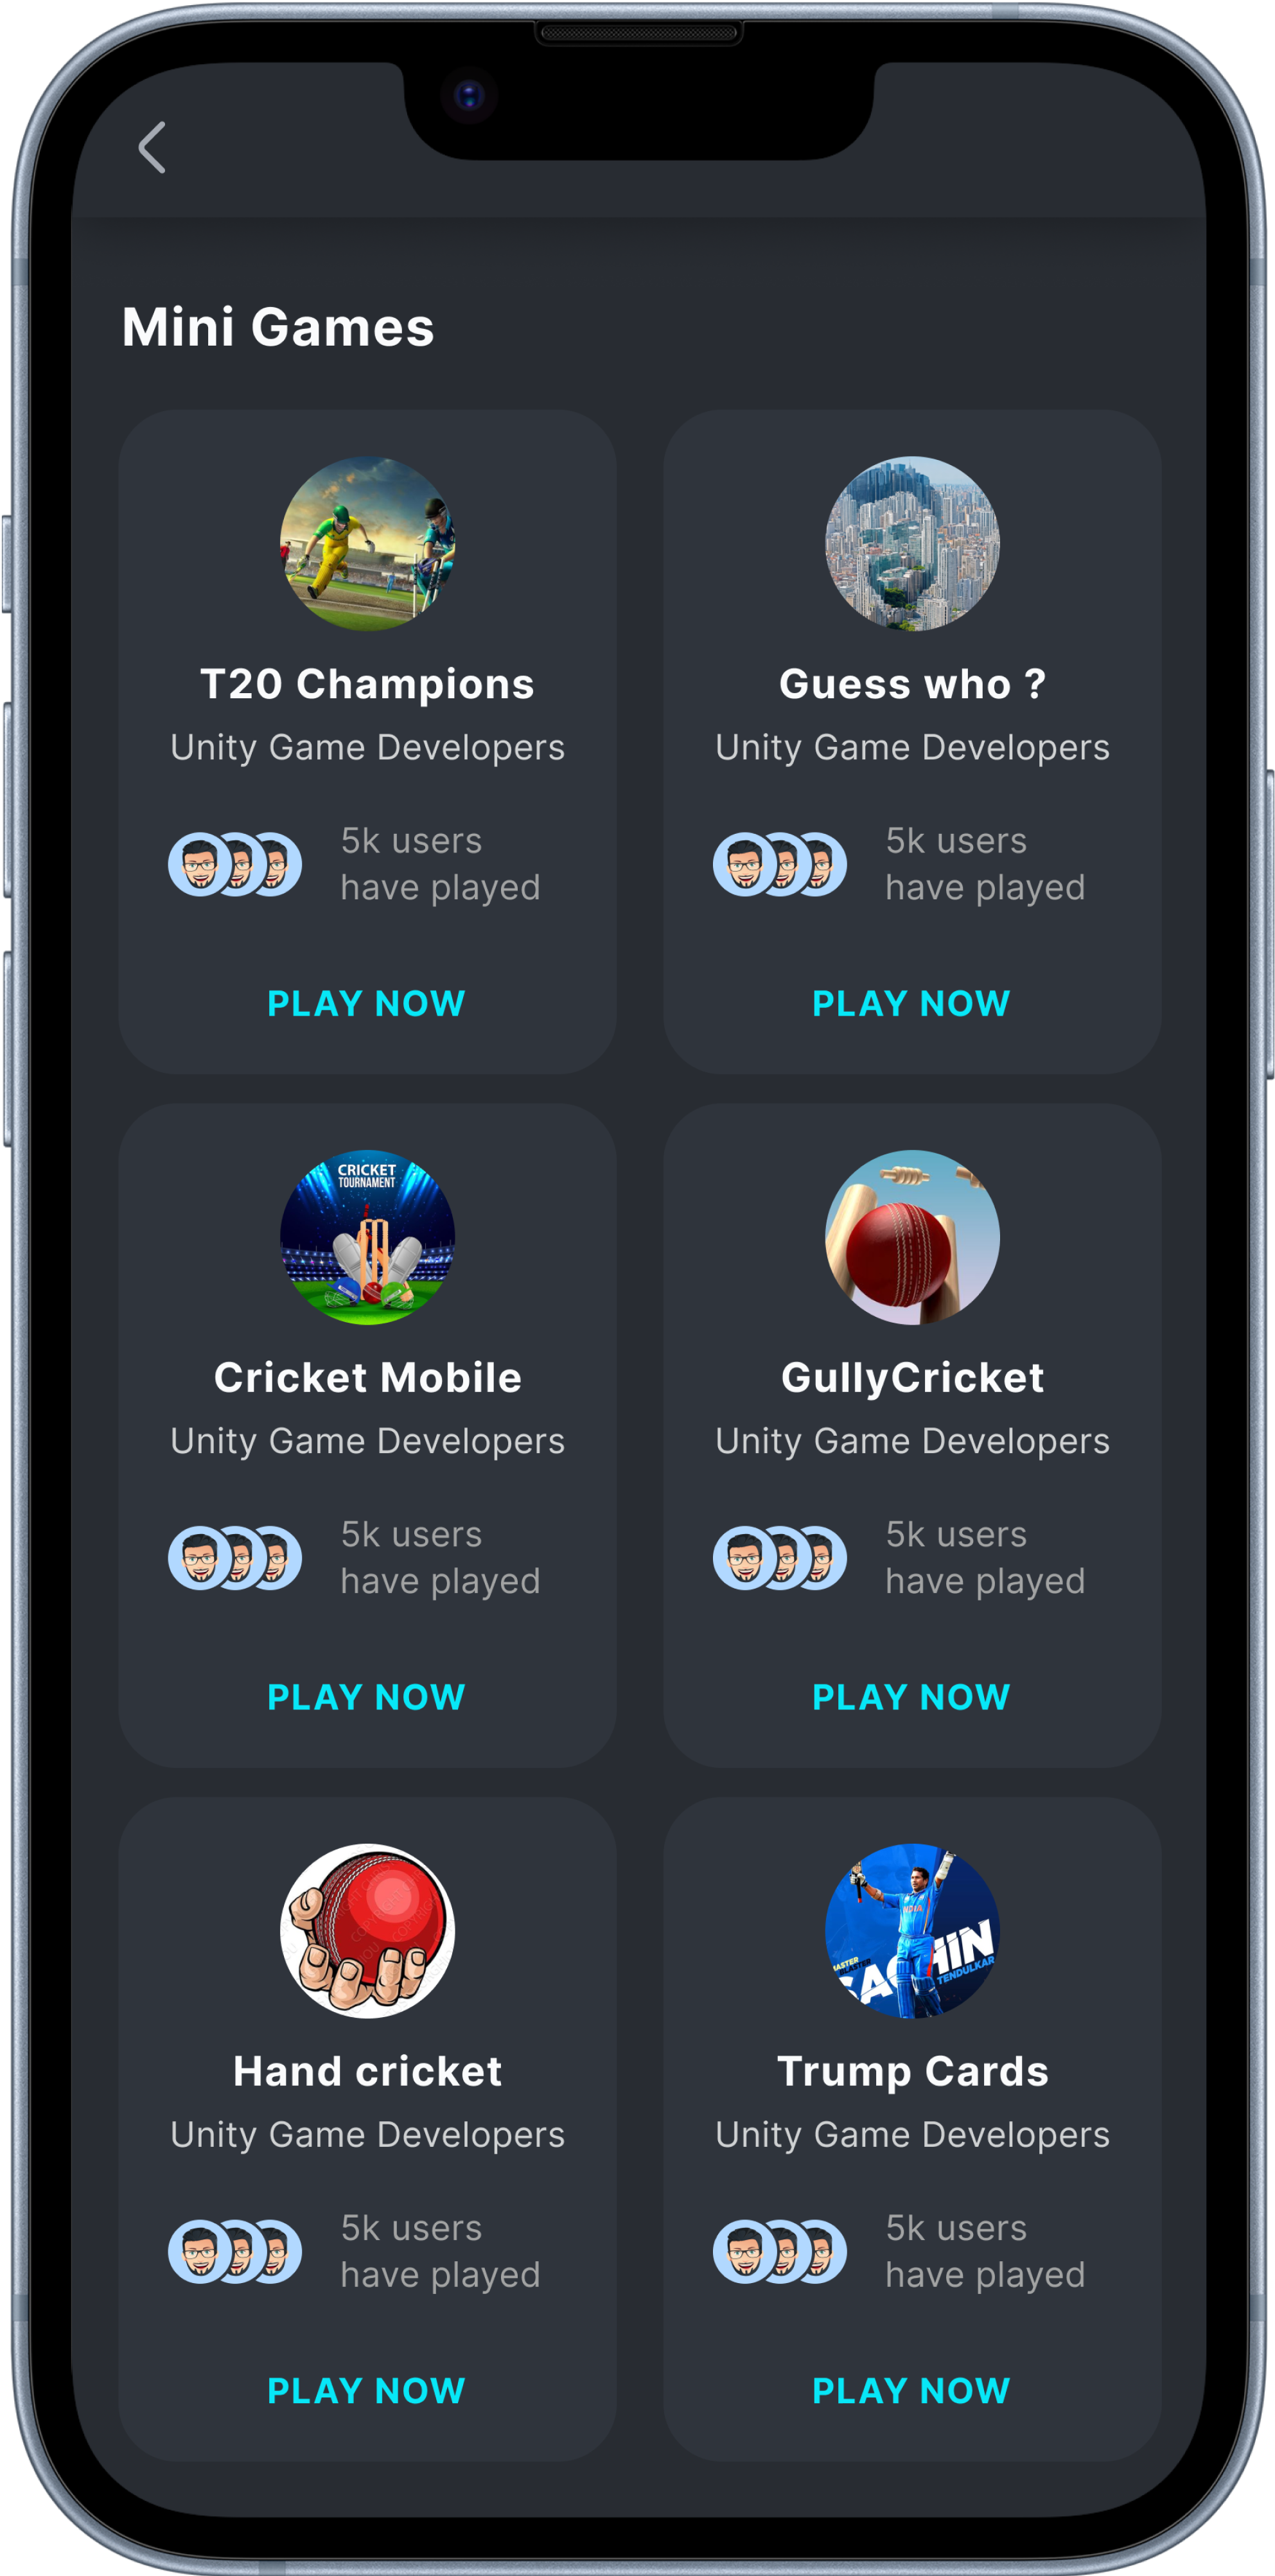 Mini Games
T20 Champions
Unity Game Developers
5k users
have played
PLAY NOW
Guess who ?
Unity Game Developers
5k users
have played
PLAY NOW
CRICKET
TOURNAMENT
Cricket Mobile
Unity Game Developers
5k users
have played
PLAY NOW
GullyCricket
Unity Game Developers
5k users
have played
PLAY NOW
Hand cricket
Unity Game Developers
5k users
have played
PLAY NOW
INDIA
TENDULKAR
Trump Cards
Unity Game Developers
5k users
have played
PLAY NOW